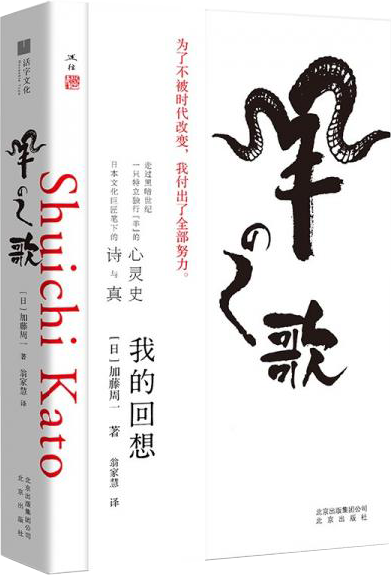 活字文化
羊の歌
Shuichi Kato
〔日〕加藤周一 著
翁家慧 译
北京出版集团公司
北京出版社
为了不被时代改变，我付出了全部努力。
走过黑暗世纪
一只特立独行「羊」的 心灵史
日本文化巨匠笔下的 诗与真
我的回想
〔日〕加藤周一 著
翁家慧 译
羊の歌
北京出版集团公司
北京出版社